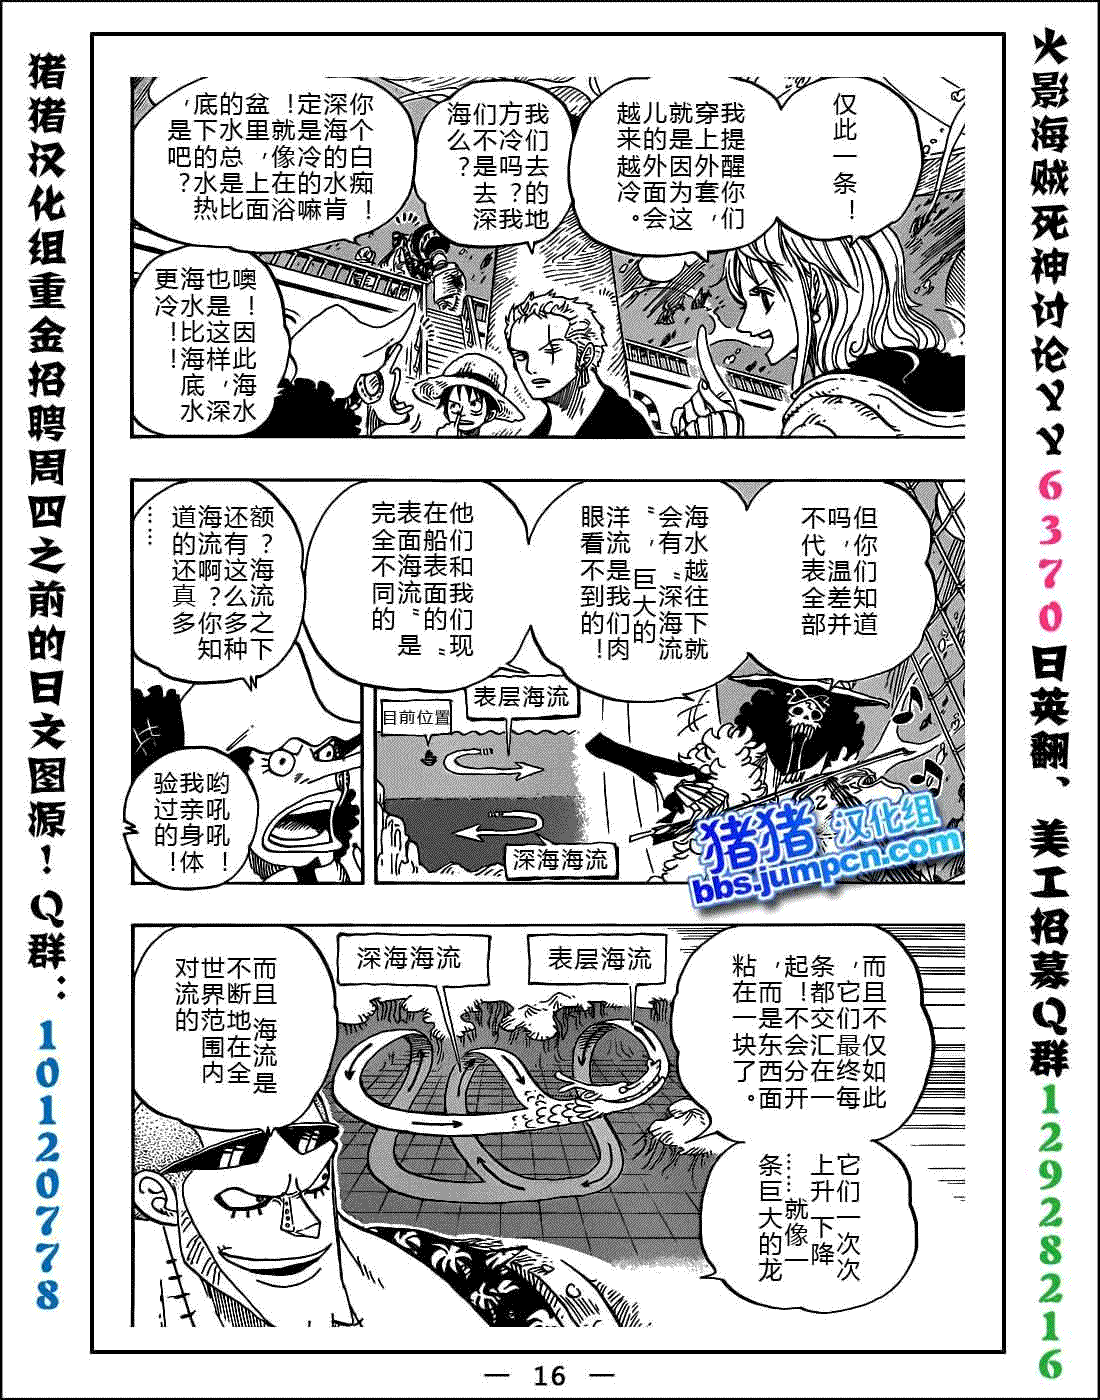 猪猪汉化组重金招聘周四之前的日文图源！Q群：101207788
火影海贼死神讨论YY6370日英翻、美工招募Q群12928216
仅此一条！
我提醒你们
穿上外套，
就是因为这
儿的外面会
越来越冷。
我们去的地
方冷吗？我
们不是去深
海么？
你个白痴！
深海的水肯
定是冷的嘛
！就像在浴
盆里，上面
的水总是比
底下的水热
，是吧？
噢！因此海水
也是这样，深
海水比海底水
更冷！！
但你们知道
吗，温差并
不代表全部
海水越往下就
会有“深海流
”，巨大的
洋流是我们肉
眼看不到的！
他们和我们现
在船表面的“
表面海流”是
完全不同的
额？海流之下
还有这么多种
海流啊？你知
道的还真多
……
表层海流
目前位置
深海海流
哟吼吼！
我亲身体
验过的！
猪猪汉化组
bbs.jumpcn.com
而且不仅如此
，它们最终每
条都交汇在一
起！不会分开
，而是东西面
粘在一块了。
表层海流
深海海流
而且 海流是
不断地在全
世界范围内
对流的
它们一次次
上升 下降
……就像一
条巨大的龙
— 16 —